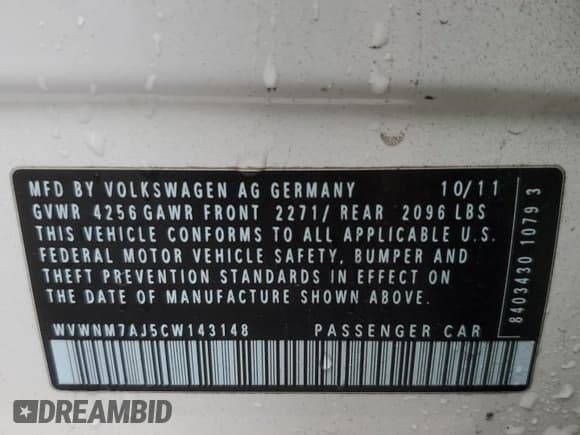 MFD BY VOLKSWAGEN AG GERMANY 10/11
GVWR 4256 GAWR FRONT 2271/ REAR 2096 LBS
THIS VEHICLE CONFORMS TO ALL APPLICABLE U.S.
FEDERAL MOTOR VEHICLE SAFETY, BUMPER AND
THEFT PREVENTION STANDARDS IN EFFECT ON
THE DATE OF MANUFACTURE SHOWN ABOVE.
WVWNM7AJ5CW143148 PASSENGER CAR
8403430 1079 3
DREAMBID